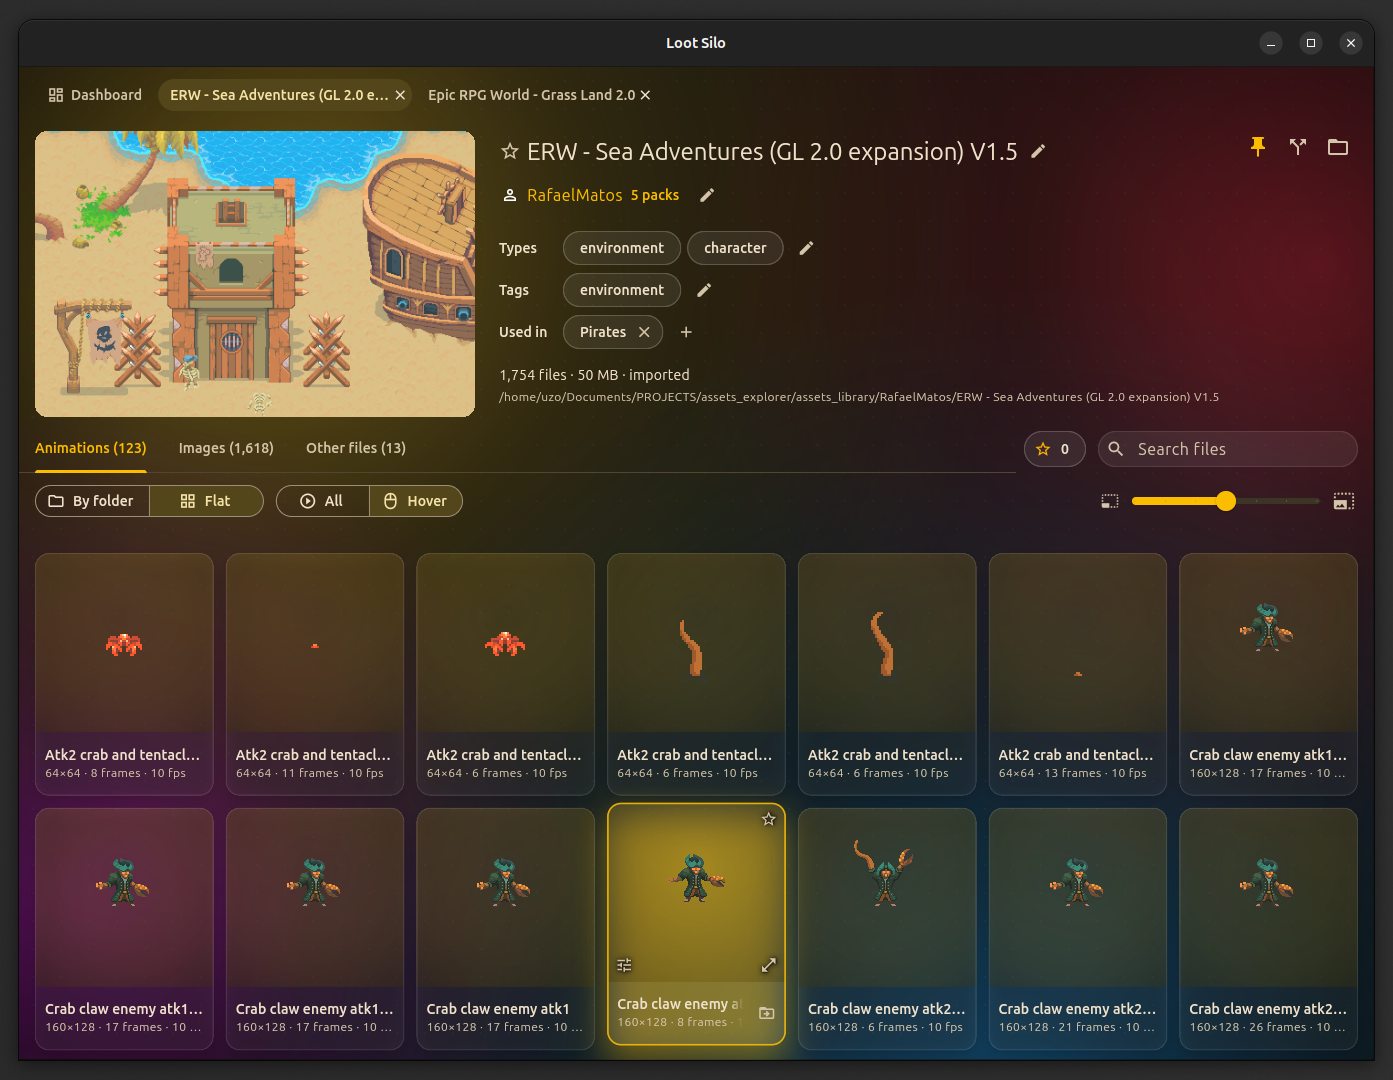 Loot Silo
Dashboard
ERW - Sea Adventures (GL 2.0 e...
Epic RPG World - Grass Land 2.0
ERW - Sea Adventures (GL 2.0 expansion) V1.5
RafaelMatos 5 packs
Types environment character
Tags environment
Used in Pirates
1,754 files · 50 MB · imported
/home/uzo/Documents/PROJECTS/assets_explorer/assets_library/RafaelMatos/ERW - Sea Adventures (GL 2.0 expansion) V1.5
Animations (123) Images (1,618) Other files (13)
0
Search files
By folder Flat All Hover
Atk2 crab and tentacl...
64×64 · 8 frames · 10 fps
Atk2 crab and tentacl...
64×64 · 11 frames · 10 fps
Atk2 crab and tentacl...
64×64 · 6 frames · 10 fps
Atk2 crab and tentacl...
64×64 · 6 frames · 10 fps
Atk2 crab and tentacl...
64×64 · 6 frames · 10 fps
Atk2 crab and tentacl...
64×64 · 13 frames · 10 fps
Crab claw enemy atk1...
160×128 · 17 frames · 10 ...
Crab claw enemy atk1...
160×128 · 17 frames · 10 ...
Crab claw enemy atk1...
160×128 · 17 frames · 10 ...
Crab claw enemy atk1
160×128 · 17 frames · 10 ...
Crab claw enemy
160×128 · 8 frames ·
Crab claw enemy atk2...
160×128 · 6 frames · 10 fps
Crab claw enemy atk2...
160×128 · 21 frames · 10 ...
Crab claw enemy atk2...
160×128 · 26 frames · 10 ...